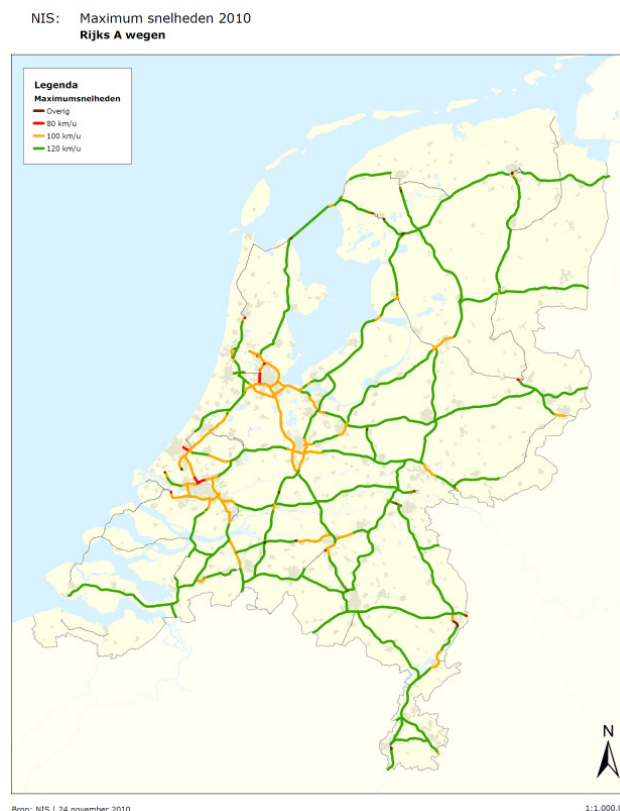 NIS: Maximum snelheden 2010
Rijks A wegen
Legenda
Maximumsnelheden
Overig
80 km/u
100 km/u
120 km/u
N
Bron: NIS | 24 november 2010
1:1.000.0